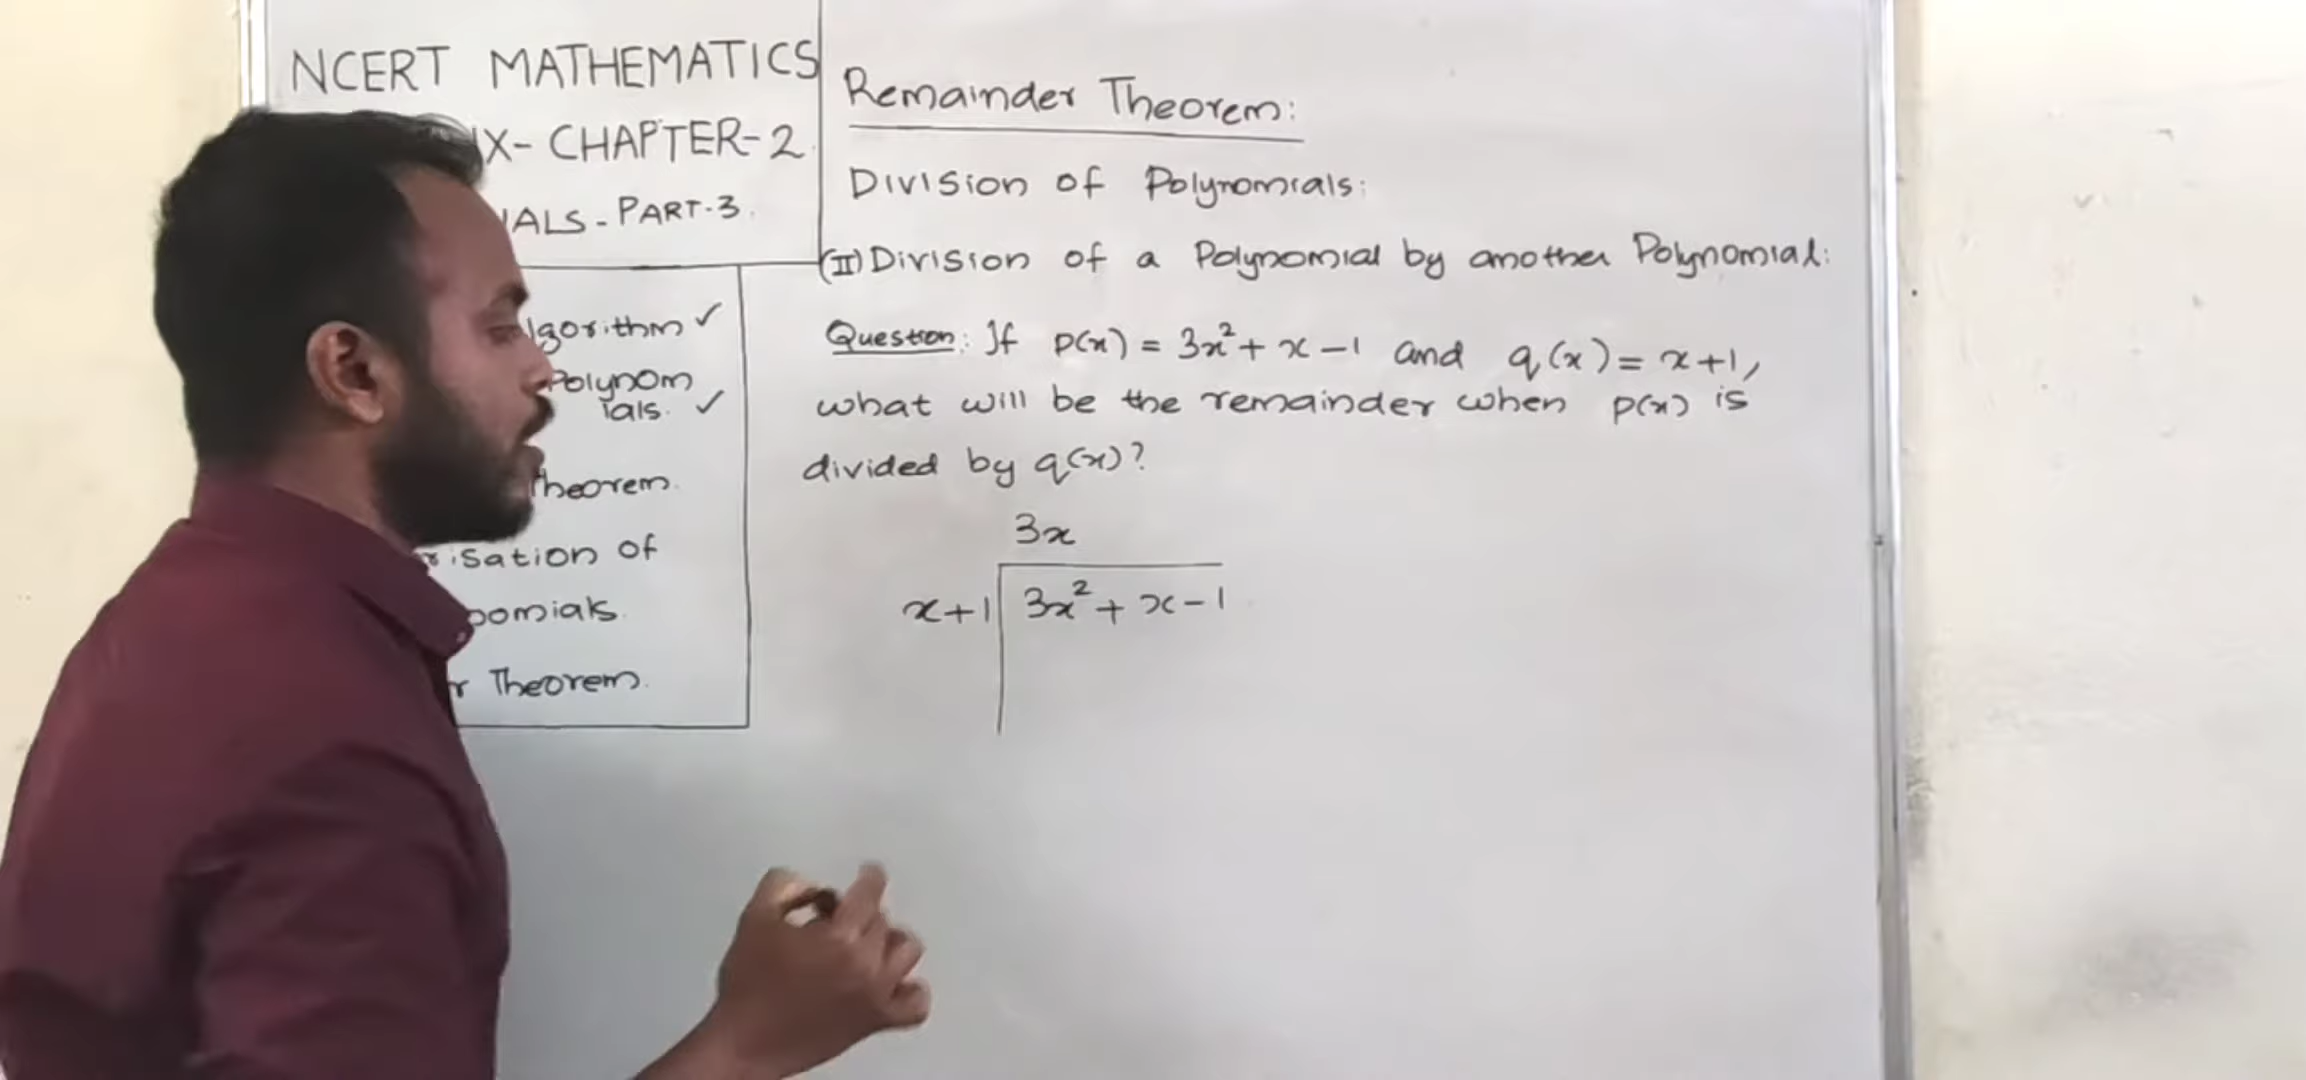 NCERT MATHEMATICS
X- CHAPTER-2
IALS - PART-3.
lgorithm ✓
Polynom
ials. ✓
Theorem.
isation of
nomials.
r Theorem.
Remainder Theorem:
Division of Polynomials:
(II) Division of a Polynomial by another Polynomial:
Question: If p(x) = 3x² + x - 1 and q(x) = x+1,
what will be the remainder when p(x) is
divided by q(x)?
3x
x+1 3x² + x - 1